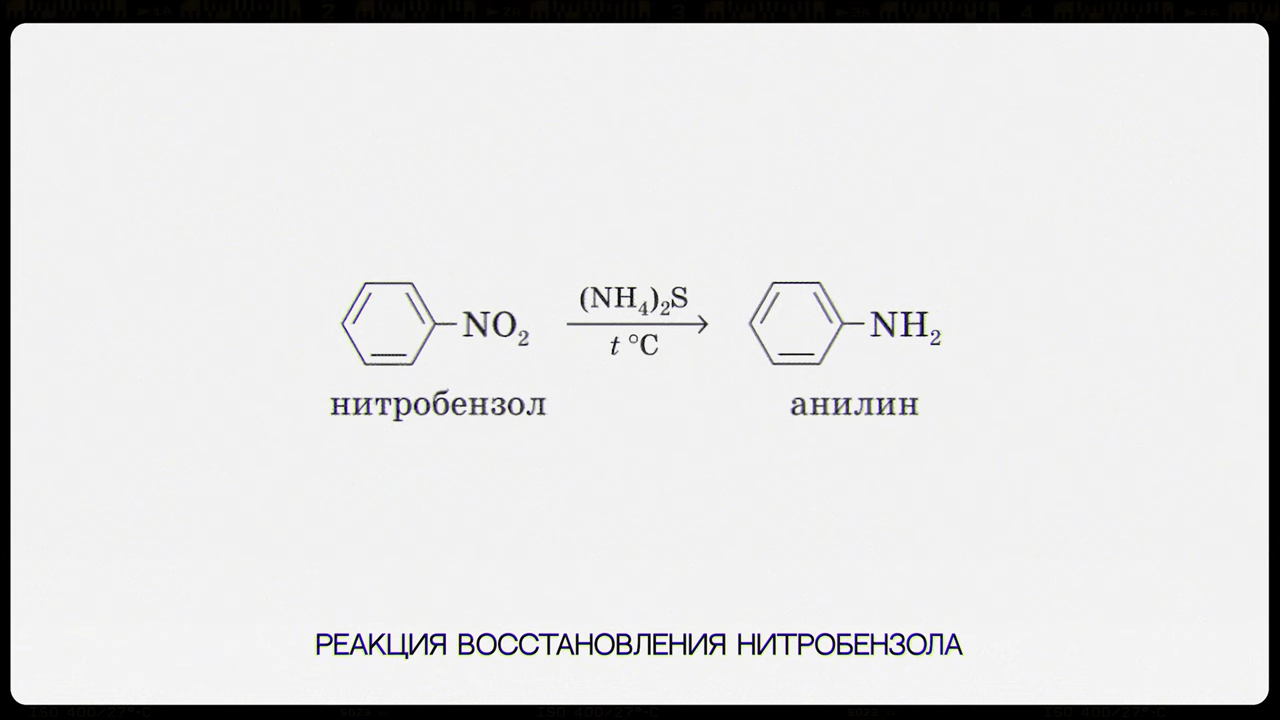 (NH₄)₂S
NO₂ NH₂
t °C
нитробензол анилин
РЕАКЦИЯ ВОССТАНОВЛЕНИЯ НИТРОБЕНЗОЛА